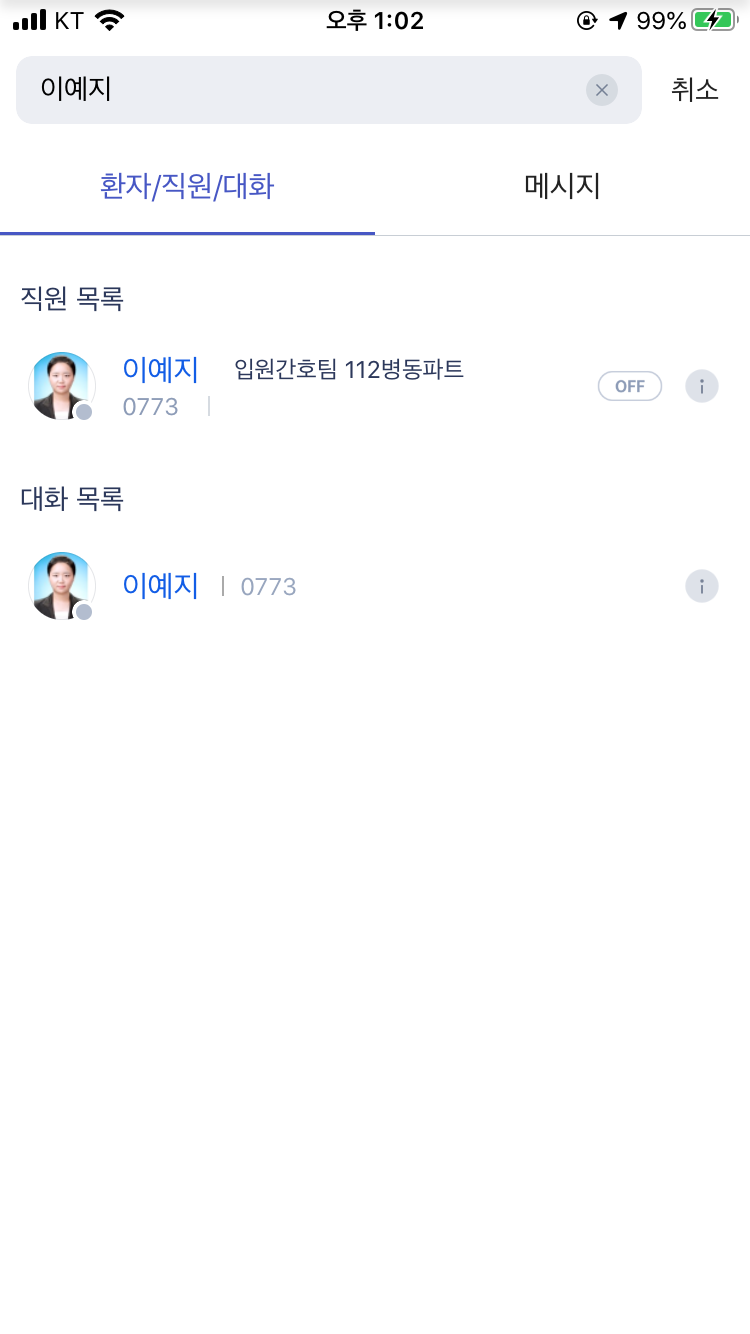 KT 오후 1:02 99%
이예지 취소
환자/직원/대화 메시지
직원 목록
이예지 입원간호팀 112병동파트
0773 | OFF
대화 목록
이예지 | 0773